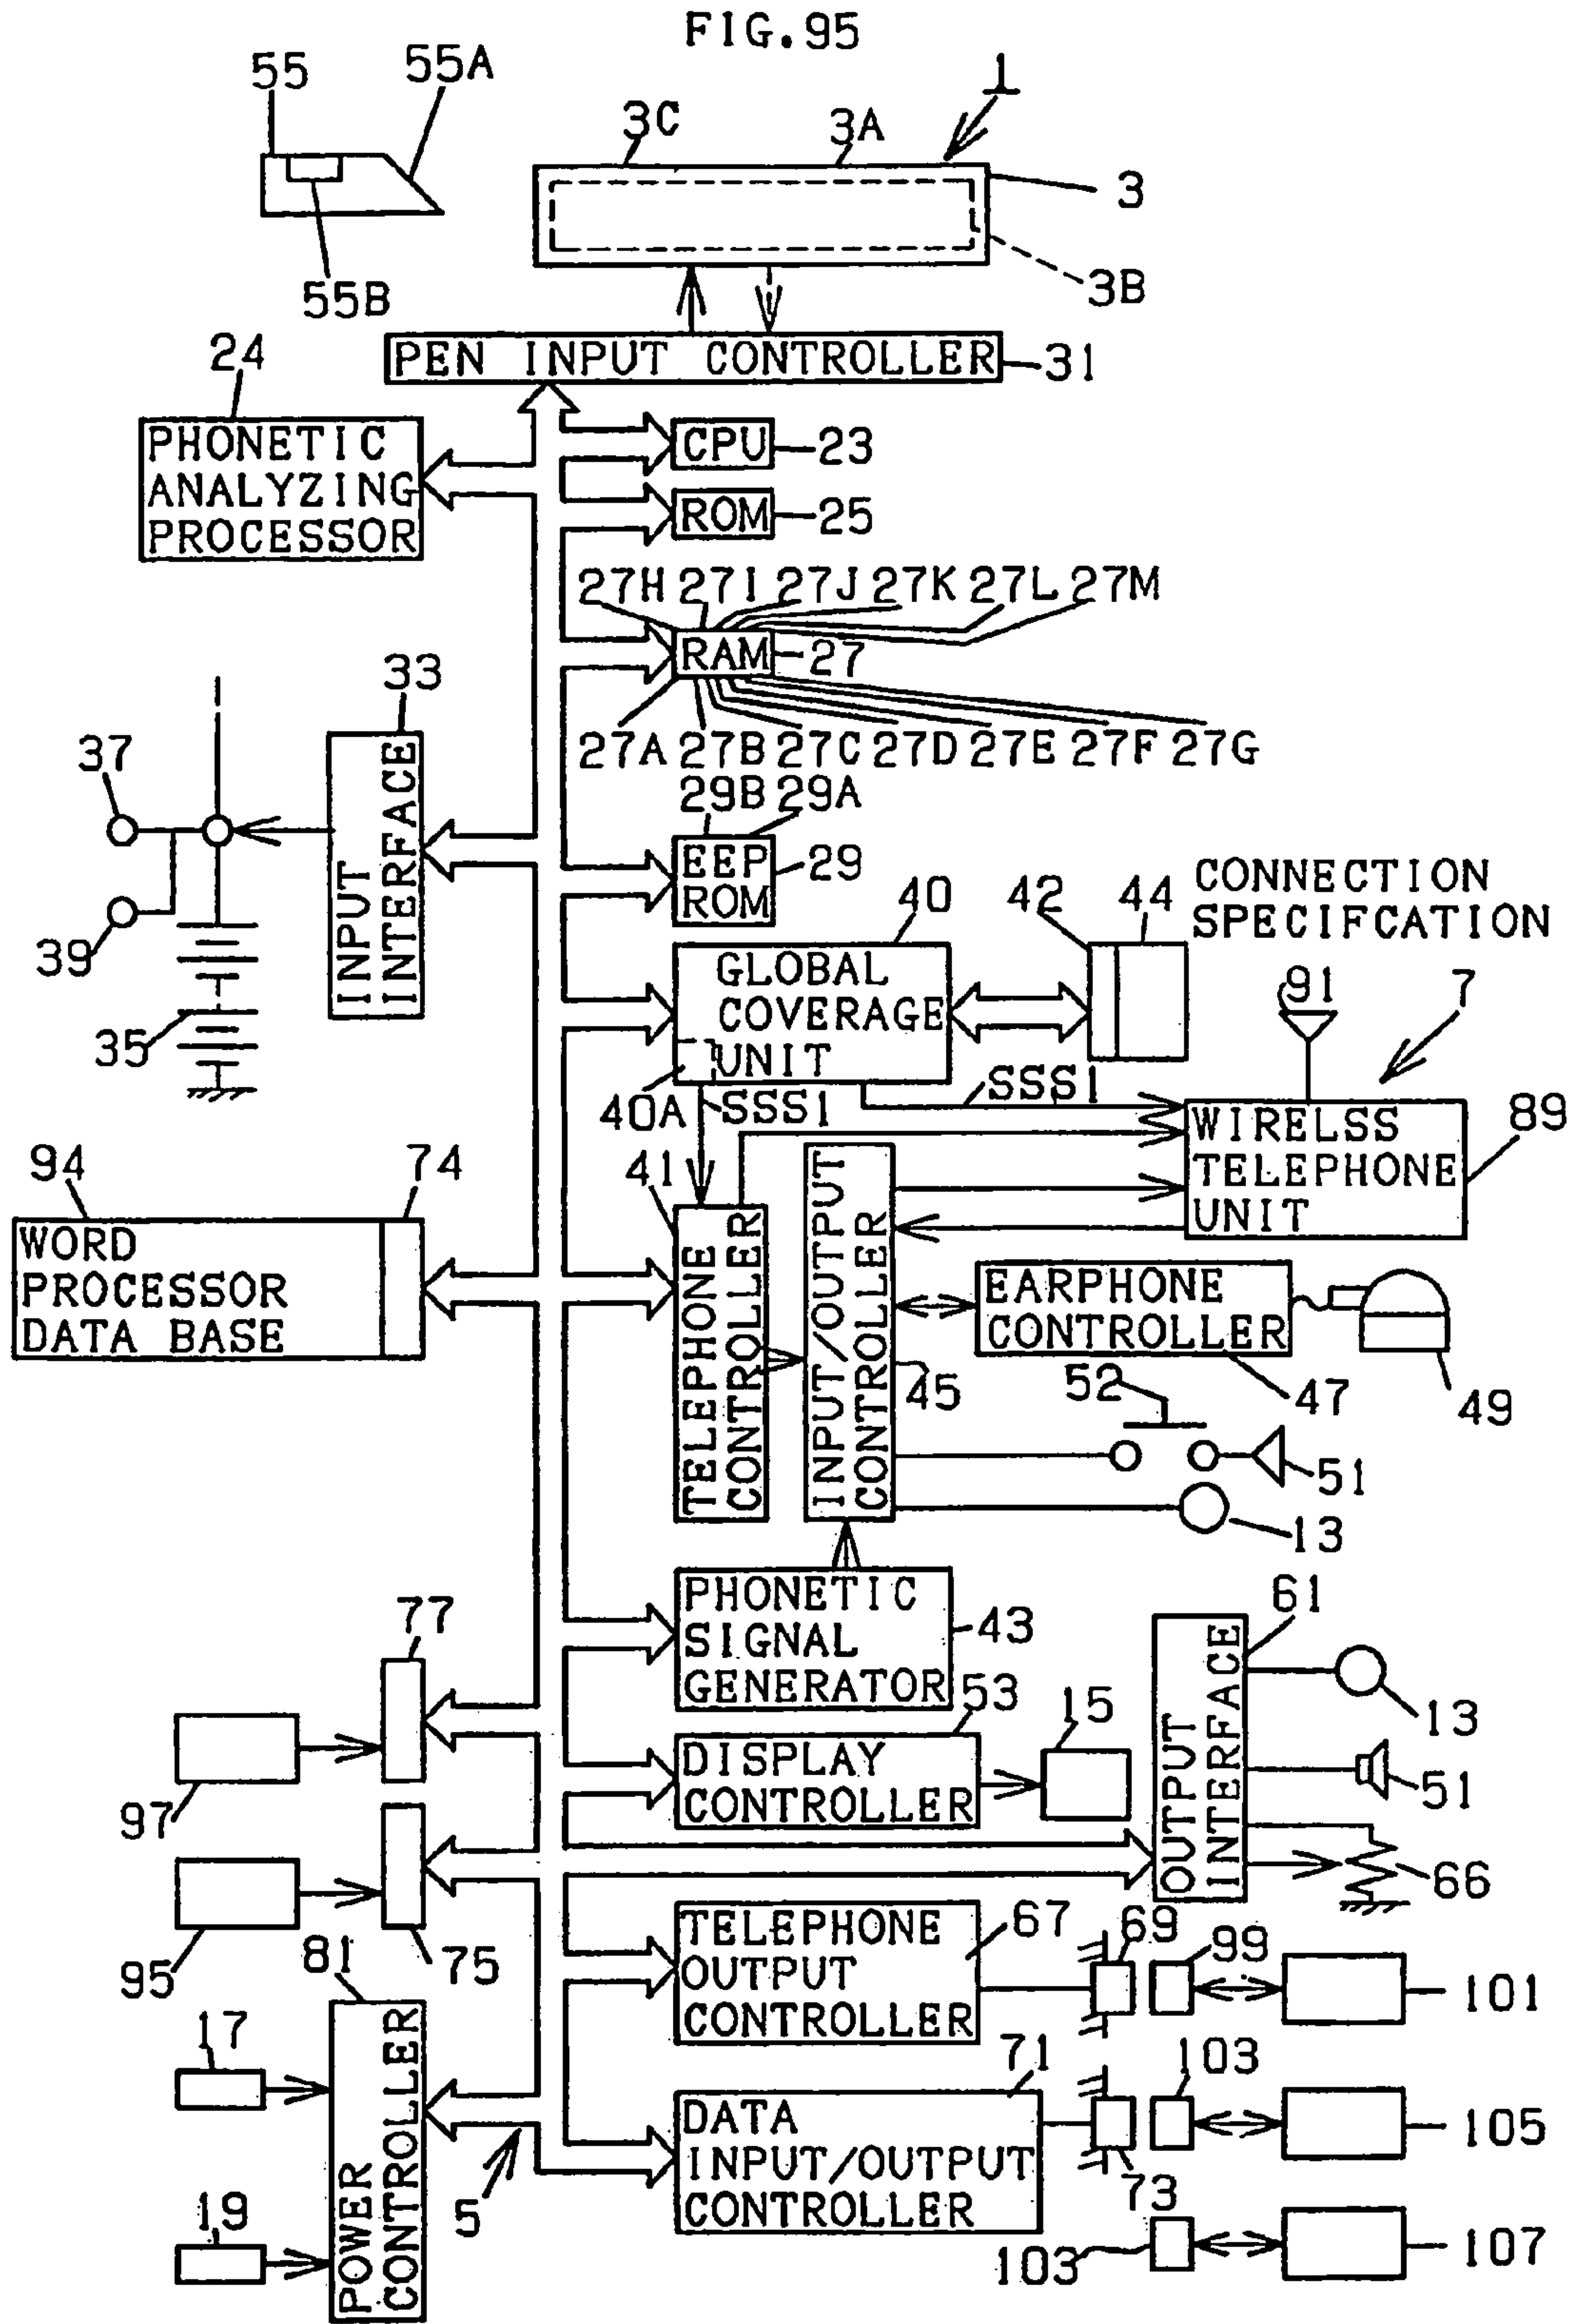 FIG.95
55
55A
1
3C
3A
3
3B
55B
24
PEN INPUT CONTROLLER
31
PHONETIC
ANALYZING
PROCESSOR
CPU
23
ROM
25
27H 27I 27J 27K 27L 27M
RAM
27
33
27A 27B 27C 27D 27E 27F 27G
37
29B 29A
INPUT
INTERFACE
EEP
ROM
29
39
40
42
44
CONNECTION
SPECIFCATION
GLOBAL
COVERAGE
UNIT
35
91
7
40A
SSS1
SSS1
WIRELSS
TELEPHONE
UNIT
89
94
74
41
WORD
PROCESSOR
DATA BASE
TELEPHONE
CONTROLLER
INPUT/OUTPUT
CONTROLLER
EARPHONE
CONTROLLER
45
52
47
49
51
13
PHONETIC
SIGNAL
GENERATOR
43
61
77
53
15
OUTPUT
INTERFACE
13
DISPLAY
CONTROLLER
51
97
66
95
81
75
TELEPHONE
OUTPUT
CONTROLLER
67
69
99
101
17
POWER
CONTROLLER
71
103
DATA
INPUT/OUTPUT
CONTROLLER
105
73
5
19
103
107